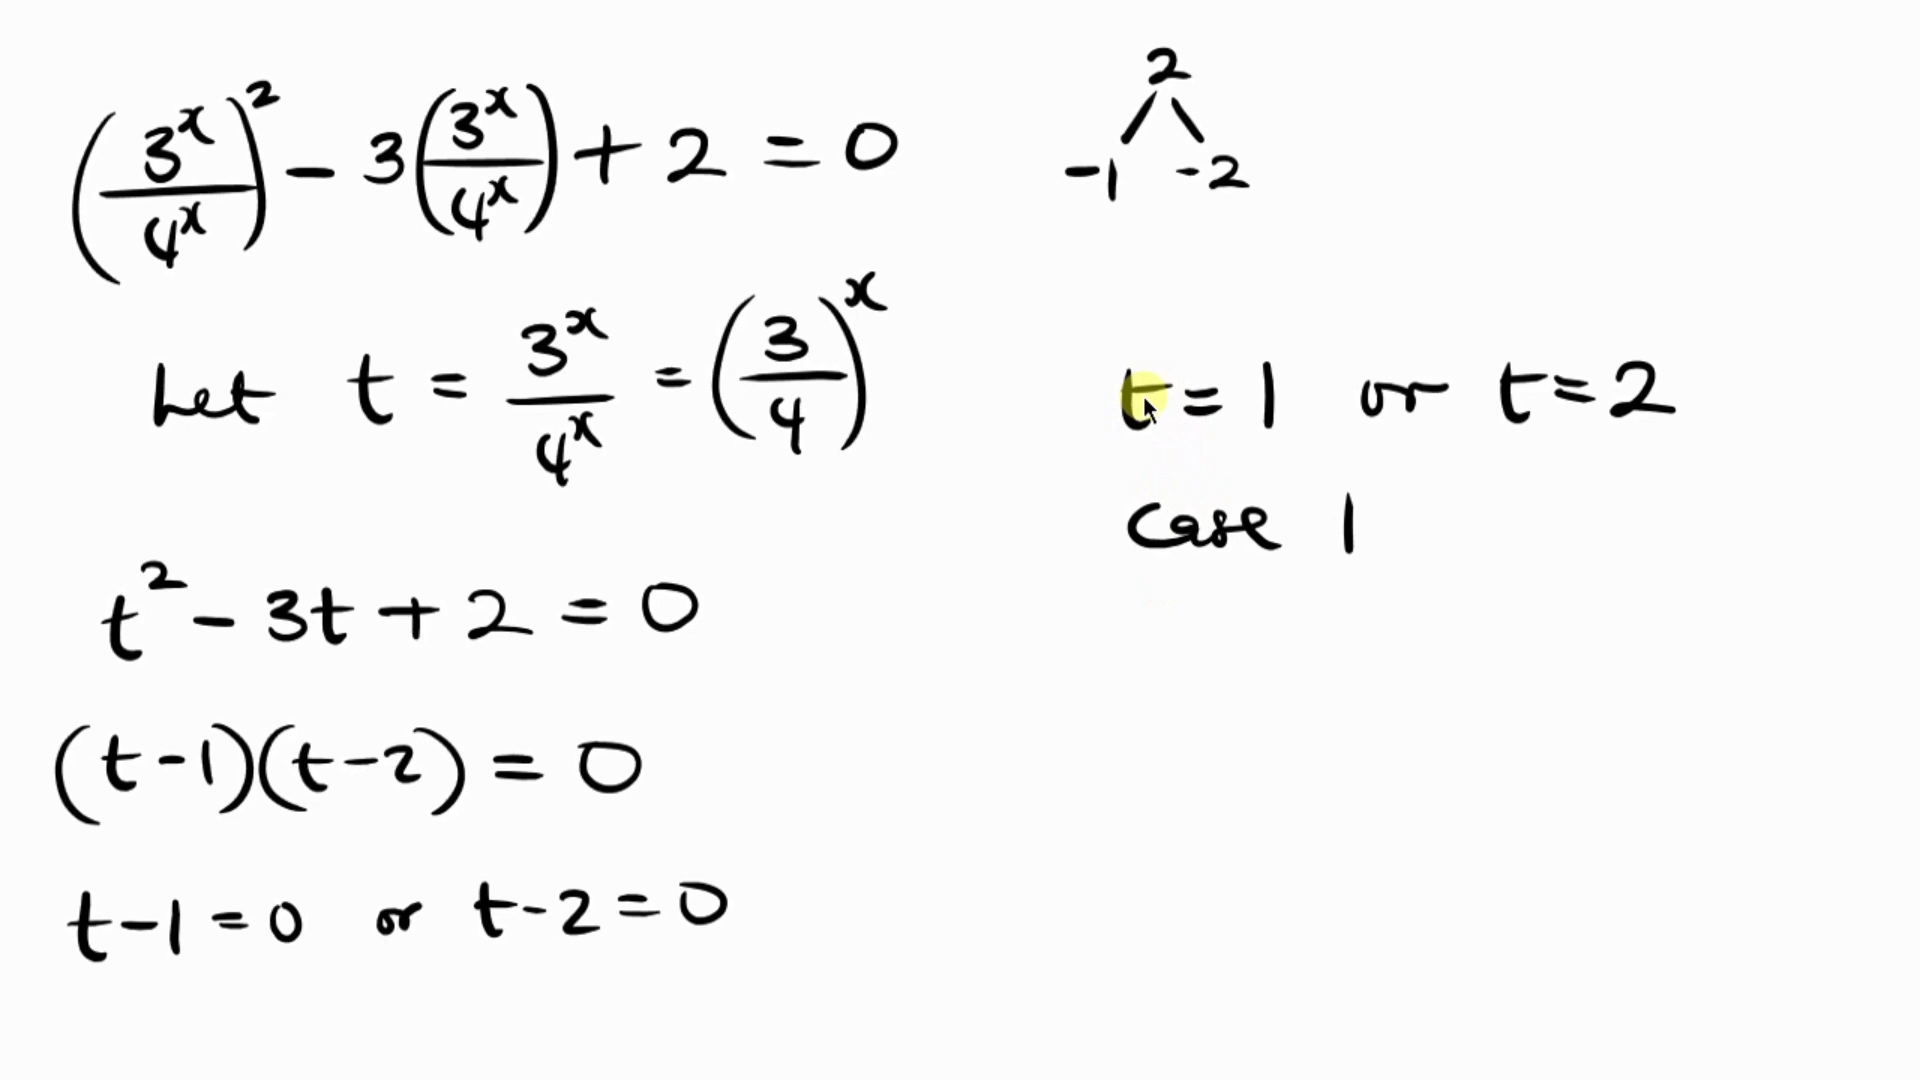 (3^x/4^x)^2 - 3(3^x/4^x) + 2 = 0
Let t = 3^x/4^x = (3/4)^x
t^2 - 3t + 2 = 0
(t-1)(t-2) = 0
t-1=0 or t-2=0
2
-1 -2
t=1 or t=2
case 1